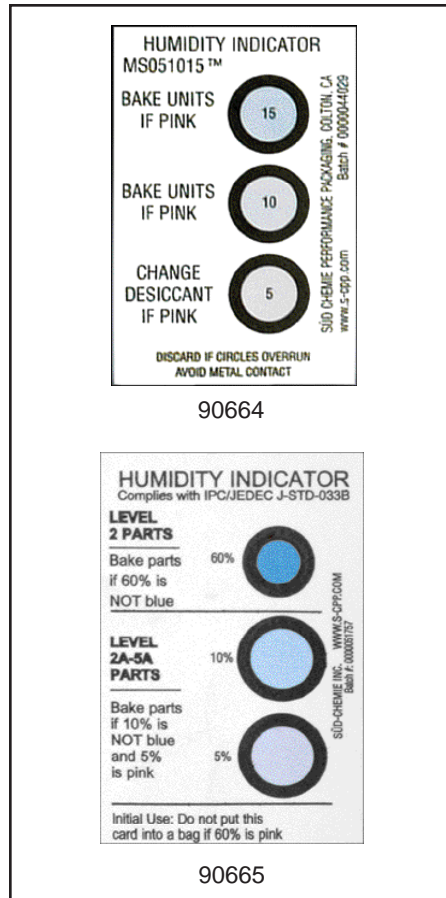 HUMIDITY INDICATOR
MS051015™
BAKE UNITS
IF PINK
15
BAKE UNITS
IF PINK
10
CHANGE
DESICCANT
IF PINK
5
SÜD CHEMIE PERFORMANCE PACKAGING, COLTON, CA
Batch # 0000044029
www.s-cpp.com
DISCARD IF CIRCLES OVERRUN
AVOID METAL CONTACT
90664
HUMIDITY INDICATOR
Complies with IPC/JEDEC J-STD-033B
LEVEL
2 PARTS
Bake parts
if 60% is
NOT blue
60%
LEVEL
2A-5A
PARTS
10%
Bake parts
if 10% is
NOT blue
and 5%
is pink
5%
SÜD-CHEMIE INC. WWW.S-CPP.COM
Batch #: 0000051757
Initial Use: Do not put this
card into a bag if 60% is pink
90665